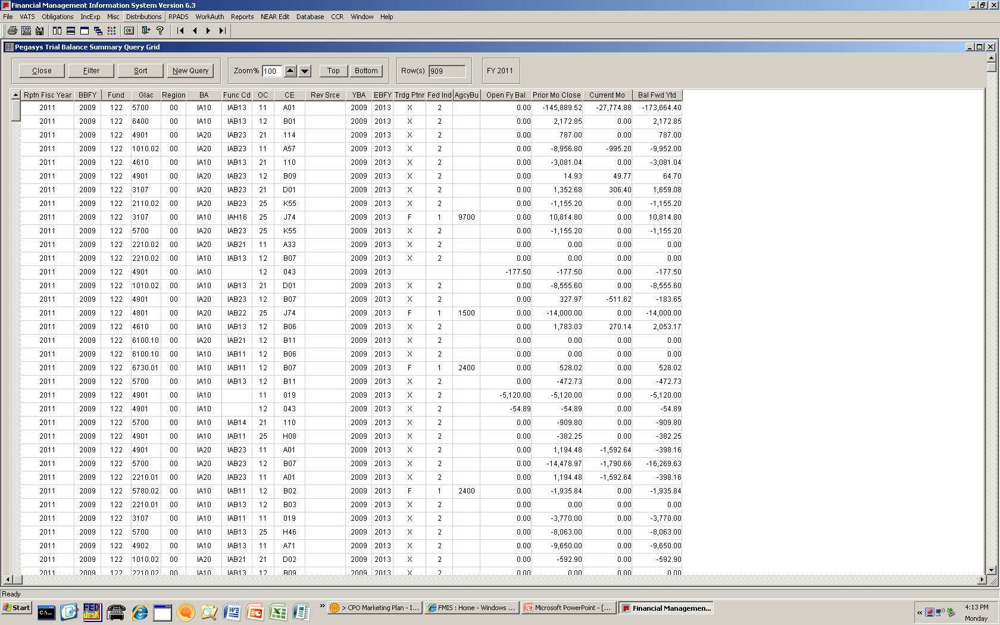 Financial Management Information System Version 6.3
File VATS Obligations IncExp Misc Distributions RPADS WorkAuth Reports NEAR Edit Database CCR Window Help
OK
Pegasys Trial Balance Summary Query Grid
Close Filter Sort New Query Zoom% 100 Top Bottom Row(s) 909 FY 2011
Rptn Fisc Year BBFY Fund Glac Region BA Func Cd OC CE Rev Srce YBA EBFY Trdg Ptnr Fed Ind AgcyBu Open Fy Bal Prior Mo Close Current Mo Bal Fwd Ytd
2011 2009 122 5700 00 IA10 IAB13 11 A01 2009 2013 X 2 0.00 -145,889.52 -27,774.88 -173,664.40
2011 2009 122 6400 00 IA10 IAB13 12 B01 2009 2013 X 2 0.00 2,172.85 0.00 2,172.85
2011 2009 122 4901 00 IA20 IAB23 21 114 2009 2013 X 2 0.00 787.00 0.00 787.00
2011 2009 122 1010.02 00 IA20 IAB23 11 A57 2009 2013 X 2 0.00 -8,956.80 -995.20 -9,952.00
2011 2009 122 4610 00 IA10 IAB13 21 110 2009 2013 X 2 0.00 -3,081.04 0.00 -3,081.04
2011 2009 122 4901 00 IA20 IAB23 12 B09 2009 2013 X 2 0.00 14.93 49.77 64.70
2011 2009 122 3107 00 IA20 IAB23 21 D01 2009 2013 X 2 0.00 1,352.68 306.40 1,659.08
2011 2009 122 2110.02 00 IA20 IAB23 25 K55 2009 2013 X 2 0.00 -1,155.20 0.00 -1,155.20
2011 2009 122 3107 00 IA10 IAH16 25 J74 2009 2013 F 1 9700 0.00 10,814.80 0.00 10,814.80
2011 2009 122 5700 00 IA20 IAB23 25 K55 2009 2013 X 2 0.00 -1,155.20 0.00 -1,155.20
2011 2009 122 2210.02 00 IA20 IAB21 11 A33 2009 2013 X 2 0.00 0.00 0.00 0.00
2011 2009 122 2210.02 00 IA10 IAB13 12 B07 2009 2013 X 2 0.00 0.00 0.00 0.00
2011 2009 122 4901 00 IA10 12 043 2009 2013 -177.50 -177.50 0.00 -177.50
2011 2009 122 1010.02 00 IA10 IAB13 21 D01 2009 2013 X 2 0.00 -8,555.60 0.00 -8,555.60
2011 2009 122 4901 00 IA20 IAB23 12 B07 2009 2013 X 2 0.00 327.97 -511.62 -183.65
2011 2009 122 4801 00 IA20 IAB22 25 J74 2009 2013 F 1 1500 0.00 -14,000.00 0.00 -14,000.00
2011 2009 122 4610 00 IA10 IAB13 12 B06 2009 2013 X 2 0.00 1,783.03 270.14 2,053.17
2011 2009 122 6100.10 00 IA20 IAB21 12 B11 2009 2013 X 2 0.00 0.00 0.00 0.00
2011 2009 122 6100.10 00 IA10 IAB11 12 B06 2009 2013 X 2 0.00 0.00 0.00 0.00
2011 2009 122 6730.01 00 IA10 IAB11 12 B07 2009 2013 F 1 2400 0.00 528.02 0.00 528.02
2011 2009 122 5700 00 IA10 IAB13 12 B11 2009 2013 X 2 0.00 -472.73 0.00 -472.73
2011 2009 122 4901 00 IA10 11 019 2009 2013 X 2 -5,120.00 -5,120.00 0.00 -5,120.00
2011 2009 122 4901 00 IA10 12 043 2009 2013 X 2 -54.89 -54.89 0.00 -54.89
2011 2009 122 5700 00 IA10 IAB14 21 110 2009 2013 X 2 0.00 -909.80 0.00 -909.80
2011 2009 122 4901 00 IA10 IAB11 25 H08 2009 2013 X 2 0.00 -382.25 0.00 -382.25
2011 2009 122 4901 00 IA20 IAB23 11 A01 2009 2013 X 2 0.00 1,194.48 -1,592.64 -398.16
2011 2009 122 5700 00 IA20 IAB23 12 B07 2009 2013 X 2 0.00 -14,478.97 -1,790.66 -16,269.63
2011 2009 122 2210.01 00 IA20 IAB23 11 A01 2009 2013 X 2 0.00 1,194.48 -1,592.64 -398.16
2011 2009 122 5780.02 00 IA10 IAB11 12 B02 2009 2013 F 1 2400 0.00 -1,935.84 0.00 -1,935.84
2011 2009 122 2210.01 00 IA10 IAB13 12 B03 2009 2013 X 2 0.00 0.00 0.00 0.00
2011 2009 122 3107 00 IA10 IAB11 11 019 2009 2013 X 2 0.00 -3,770.00 0.00 -3,770.00
2011 2009 122 5700 00 IA10 IAB13 25 H46 2009 2013 X 2 0.00 -8,063.00 0.00 -8,063.00
2011 2009 122 4902 00 IA10 IAB13 11 A71 2009 2013 X 2 0.00 -9,650.00 0.00 -9,650.00
2011 2009 122 1010.02 00 IA20 IAB21 21 D02 2009 2013 X 2 0.00 -592.90 0.00 -592.90
2011 2009 122 2210.02 00 IA10 IAB13 12 B09 2009 2013 X 2 0.00 0.00 0.00 0.00
Ready
Start C:\_ FED desk » > CPO Marketing Plan - I... FMIS : Home - Windows ... Microsoft PowerPoint - [... Financial Managemen... « 4:13 PM
Monday